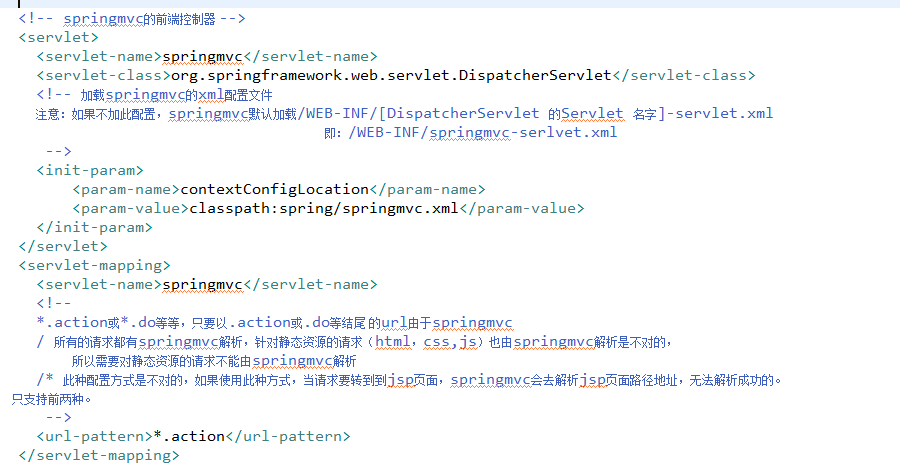 <!-- springmvc的前端控制器 -->
<servlet>
<servlet-name>springmvc</servlet-name>
<servlet-class>org.springframework.web.servlet.DispatcherServlet</servlet-class>
<!-- 加载springmvc的xml配置文件
注意：如果不加此配置，springmvc默认加载/WEB-INF/[DispatcherServlet 的Servlet 名字]-servlet.xml
即：/WEB-INF/springmvc-serlvet.xml
-->
<init-param>
<param-name>contextConfigLocation</param-name>
<param-value>classpath:spring/springmvc.xml</param-value>
</init-param>
</servlet>
<servlet-mapping>
<servlet-name>springmvc</servlet-name>
<!--
*.action或*.do等等，只要以.action或.do等结尾的url由于springmvc
/ 所有的请求都有springmvc解析，针对静态资源的请求（html，css,js）也由springmvc解析是不对的，
所以需要对静态资源的请求不能由springmvc解析
/* 此种配置方式是不对的，如果使用此种方式，当请求要转到到jsp页面，springmvc会去解析jsp页面路径地址，无法解析成功的。
只支持前两种。
-->
<url-pattern>*.action</url-pattern>
</servlet-mapping>